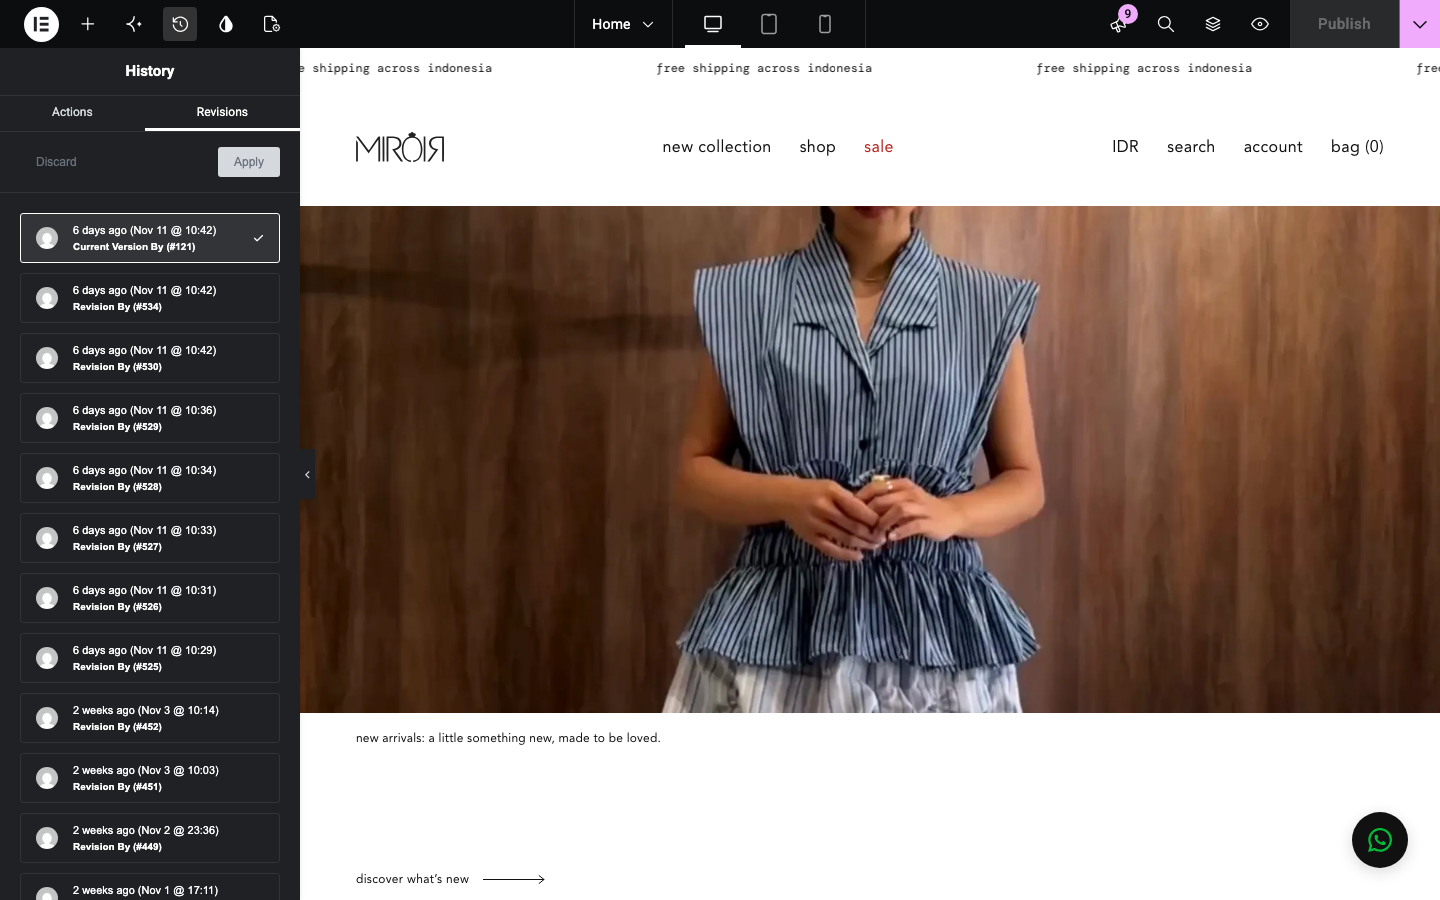 Home
9
Publish
History
Actions
Revisions
Discard
Apply
6 days ago (Nov 11 @ 10:42)
Current Version By (#121)
6 days ago (Nov 11 @ 10:42)
Revision By (#534)
6 days ago (Nov 11 @ 10:42)
Revision By (#530)
6 days ago (Nov 11 @ 10:36)
Revision By (#529)
6 days ago (Nov 11 @ 10:34)
Revision By (#528)
6 days ago (Nov 11 @ 10:33)
Revision By (#527)
6 days ago (Nov 11 @ 10:31)
Revision By (#526)
6 days ago (Nov 11 @ 10:29)
Revision By (#525)
2 weeks ago (Nov 3 @ 10:14)
Revision By (#452)
2 weeks ago (Nov 3 @ 10:03)
Revision By (#451)
2 weeks ago (Nov 2 @ 23:36)
Revision By (#449)
2 weeks ago (Nov 1 @ 17:11)
e shipping across indonesia
free shipping across indonesia
free shipping across indonesia
fre
MIROIR
new collection
shop
sale
IDR
search
account
bag (0)
new arrivals: a little something new, made to be loved.
discover what's new